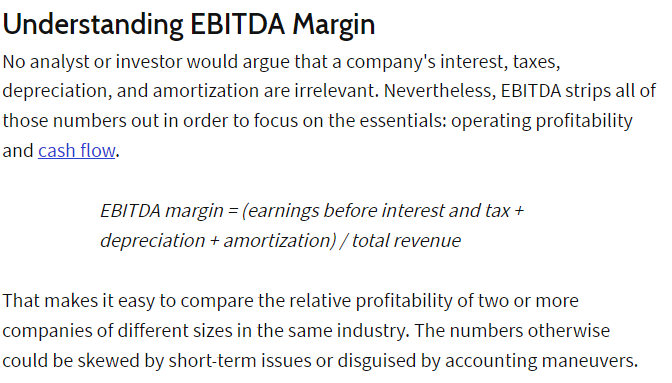 Understanding EBITDA Margin
No analyst or investor would argue that a company's interest, taxes,
depreciation, and amortization are irrelevant. Nevertheless, EBITDA strips all of
those numbers out in order to focus on the essentials: operating profitability
and cash flow.
EBITDA margin = (earnings before interest and tax +
depreciation + amortization) / total revenue
That makes it easy to compare the relative profitability of two or more
companies of different sizes in the same industry. The numbers otherwise
could be skewed by short-term issues or disguised by accounting maneuvers.